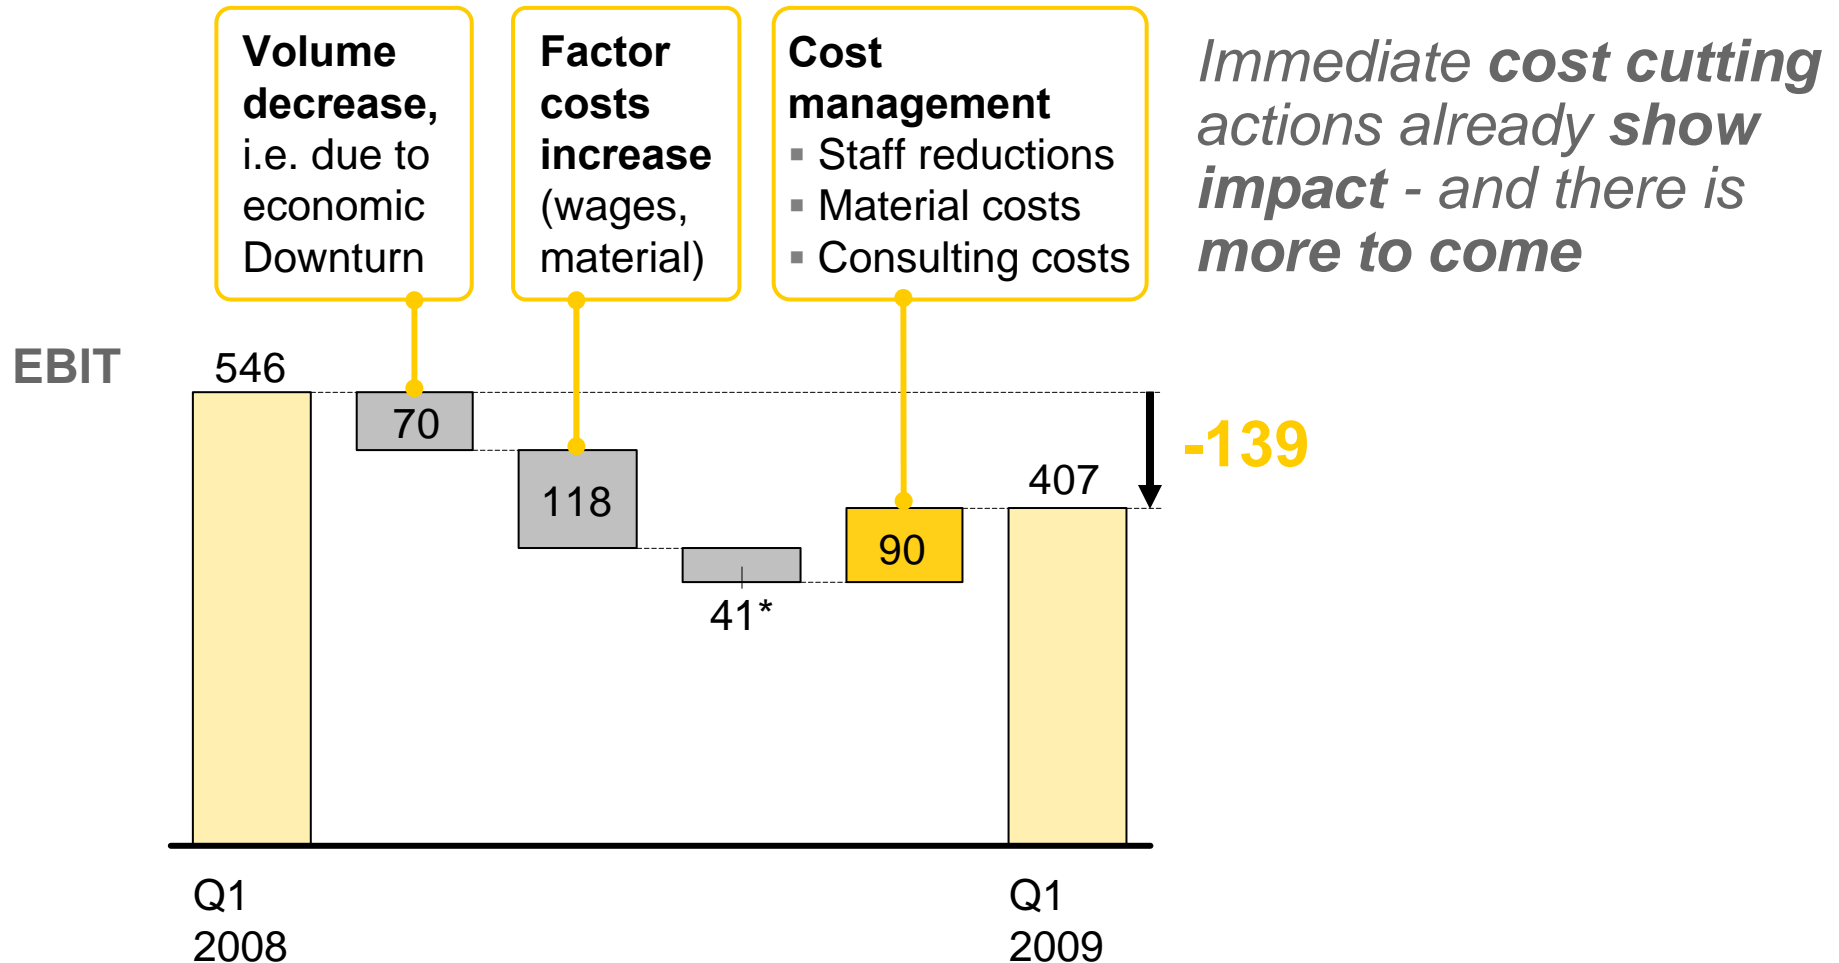 Volume
decrease,
i.e. due to
economic
Downturn
Factor
costs
increase
(wages,
material)
Cost
management
▪ Staff reductions
▪ Material costs
▪ Consulting costs
Immediate cost cutting
actions already show
impact - and there is
more to come
EBIT
546
70
118
41*
90
407
-139
Q1
2008
Q1
2009